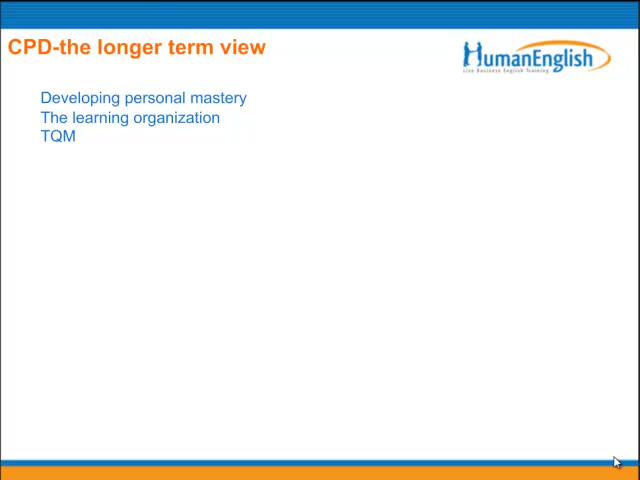 CPD-the longer term view
HumanEnglish
Live Business English Training
Developing personal mastery
The learning organization
TQM